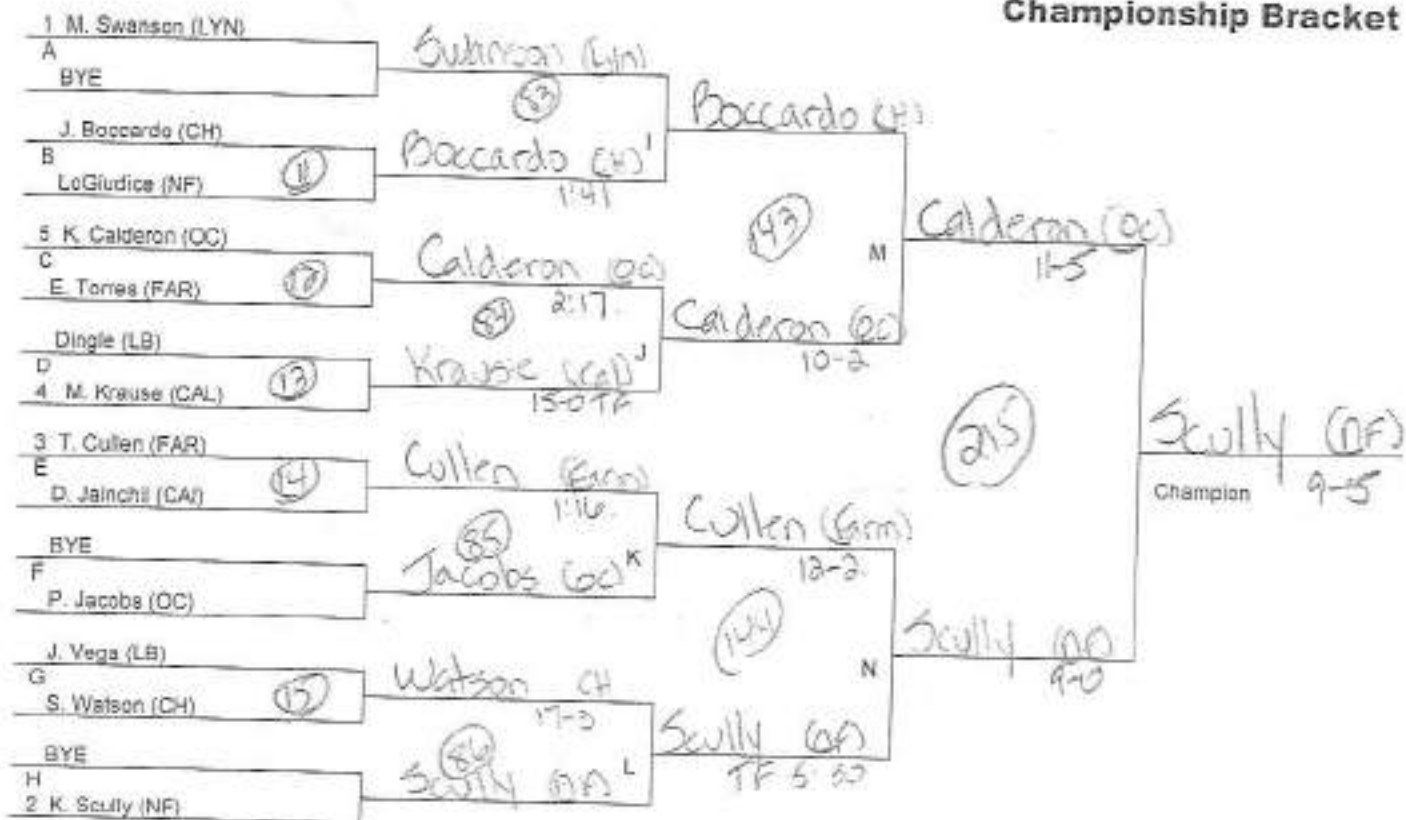 Championship Bracket
1 M. Swanson (LYN)
A
BYE
Swanson (Lyn)
83
J. Boccardo (CH)
B
LoGiudice (NF)
11
Boccardo (CH) I
1:41
Boccardo (CH)
5 K. Calderon (OC)
C
E. Torres (FAR)
Calderon (OC)
2:17.
84
Dingle (LB)
D
4 M. Krause (CAL)
13
Krause (Cal) J
15-0 TF
Calderon (OC)
10-2
143
M
Calderon (OC)
11-5
3 T. Cullen (FAR)
E
D. Jainchil (CAI)
14
Cullen (Farm)
1:16.
85
BYE
F
P. Jacobs (OC)
Jacobs (OC) K
Cullen (Farm)
12-2.
J. Vega (LB)
G
S. Watson (CH)
Watson CH
17-3
86
BYE
H
2 K. Scully (NF)
Scully (NF) L
Scully (NF)
TF 5:30
144
N
Scully (NF)
9-0
215
Scully (NF)
Champion